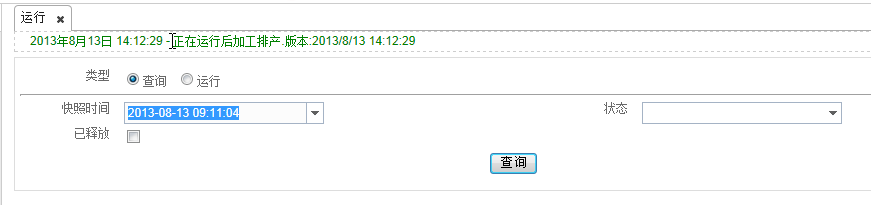 运行
2013年8月13日 14:12:29 - 正在运行后加工排产.版本:2013/8/13 14:12:29
类型 查询 运行
快照时间 2013-08-13 09:11:04 状态
已释放
查询